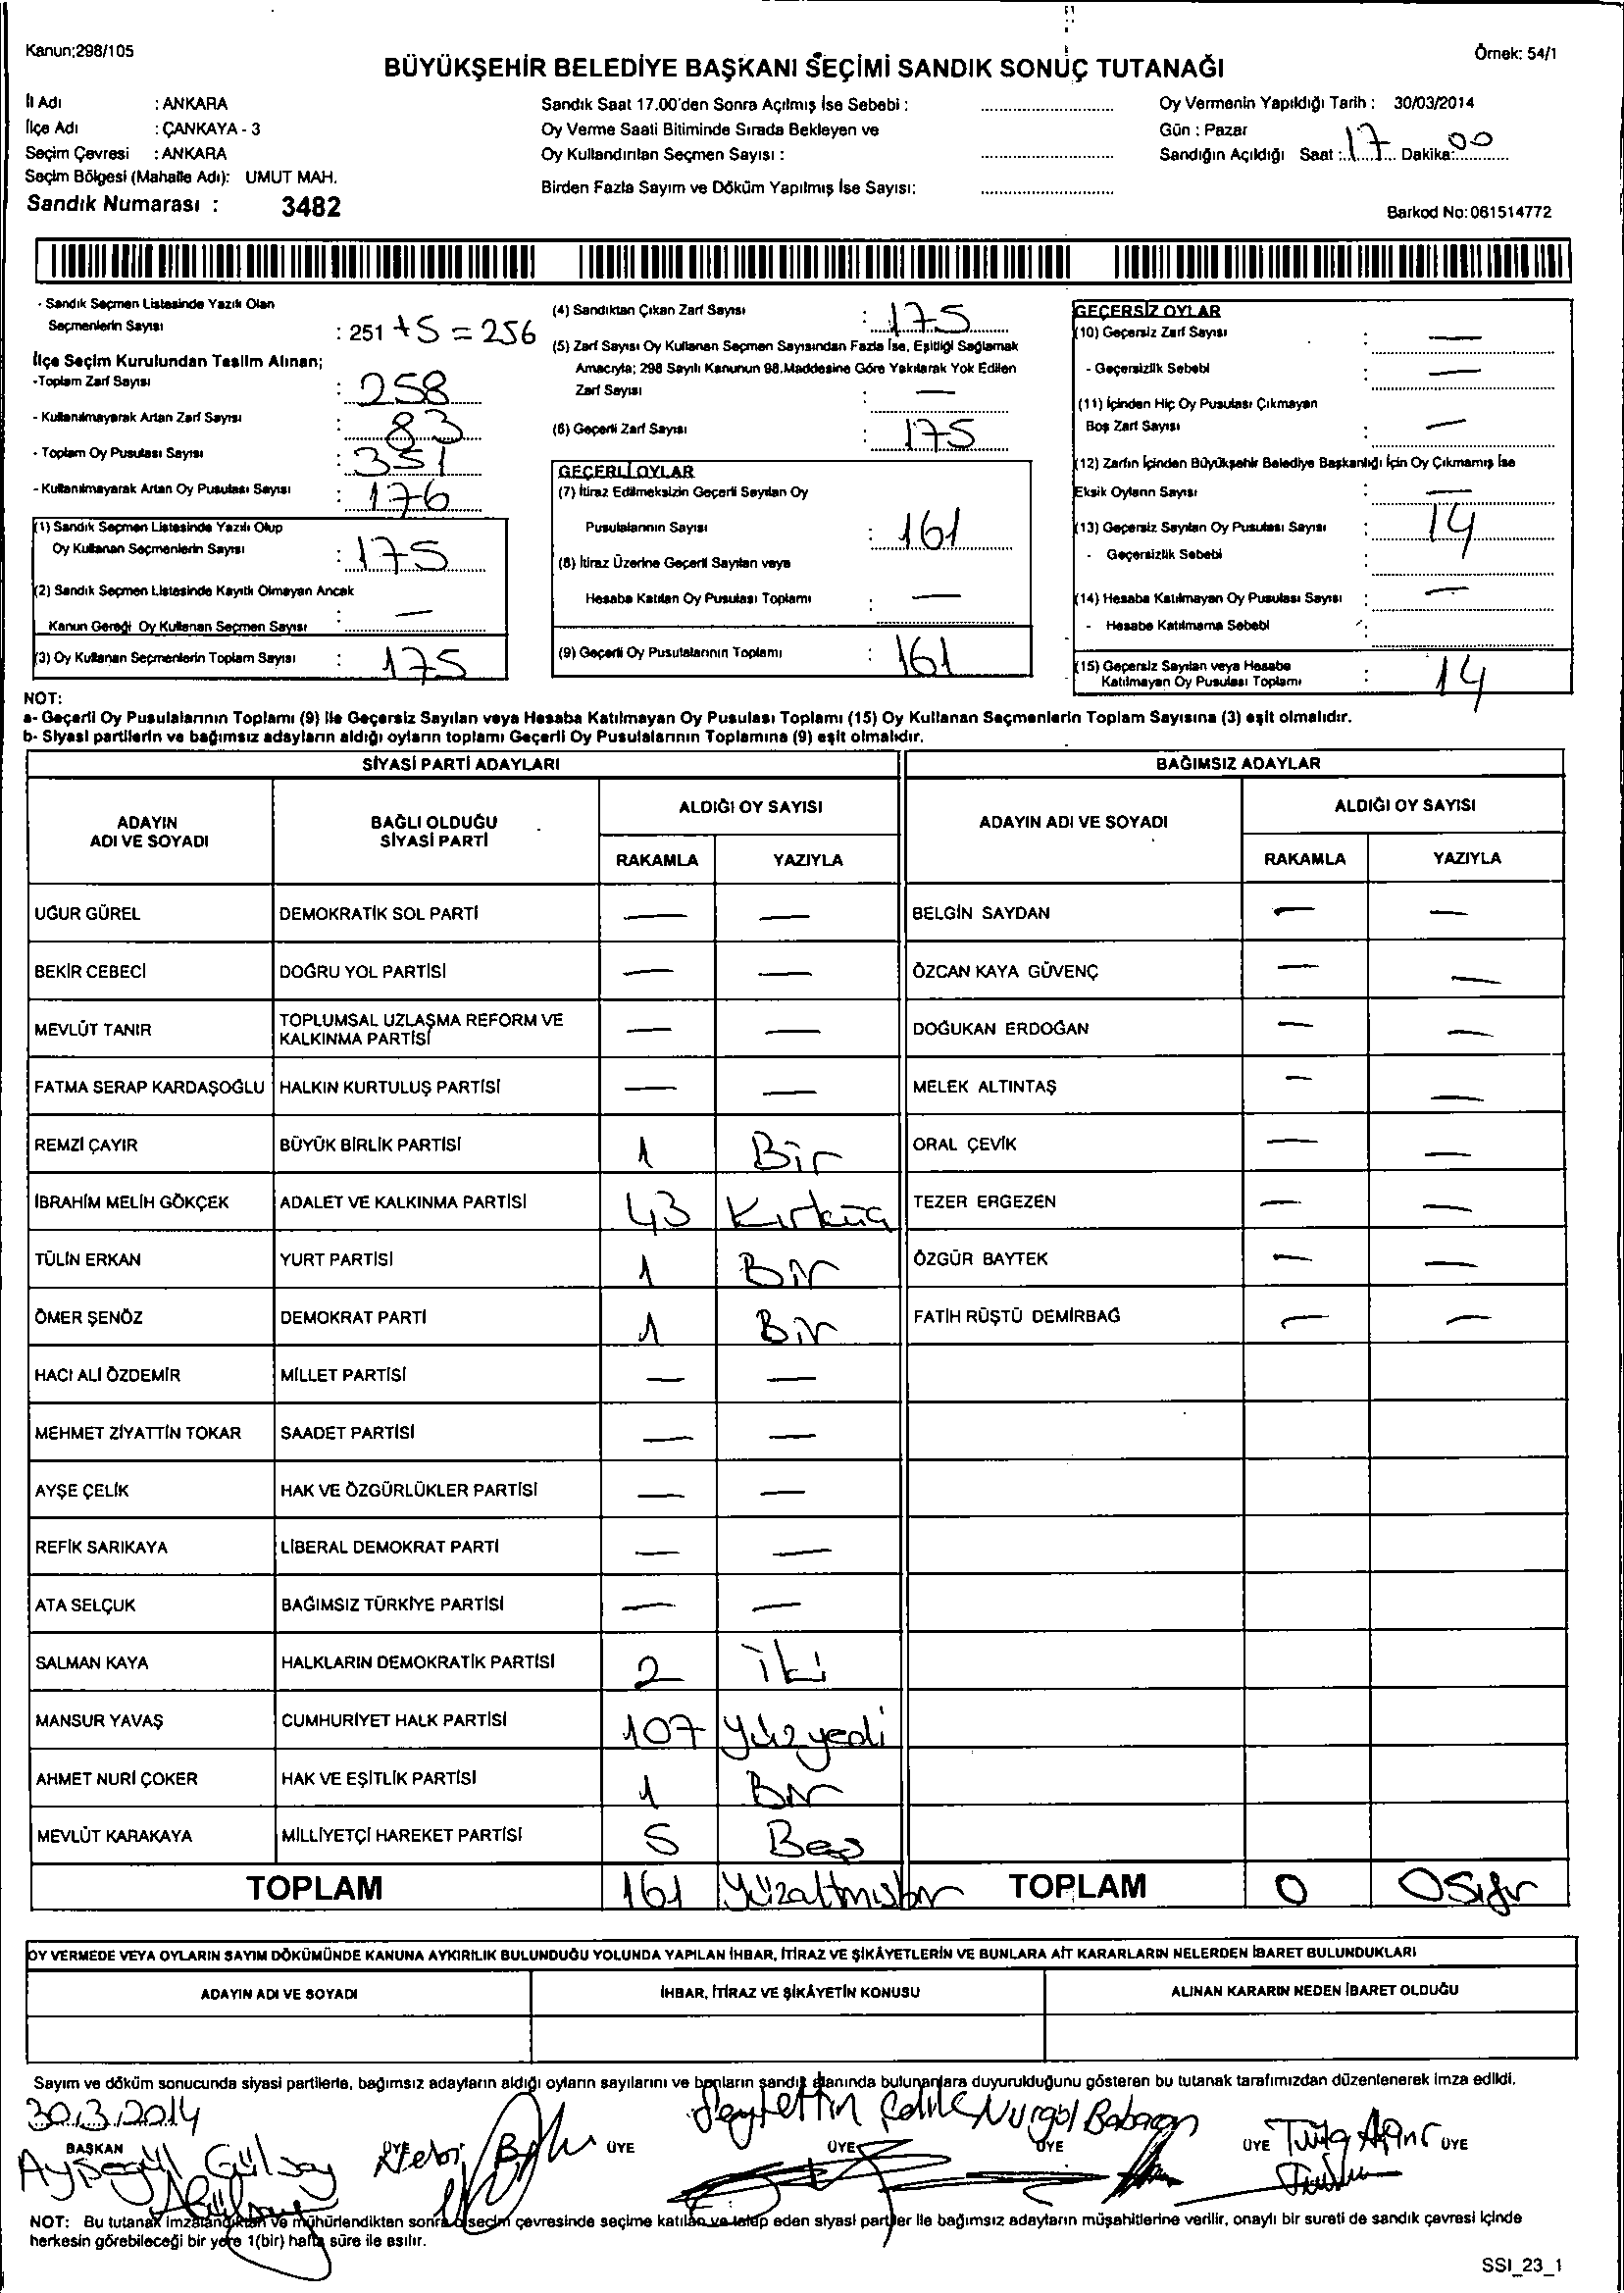 Kanun;298/105
Örnek: 54/1
BÜYÜKŞEHİR BELEDİYE BAŞKANI SEÇİMİ SANDIK SONUÇ TUTANAĞI
İl Adı : ANKARA
İlçe Adı : ÇANKAYA - 3
Seçim Çevresi : ANKARA
Seçim Bölgesi (Mahalle Adı): UMUT MAH.
Sandık Numarası : 3482
Sandık Saat 17.00'den Sonra Açılmış İse Sebebi :
Oy Verme Saati Bitiminde Sırada Bekleyen ve
Oy Kullandırılan Seçmen Sayısı :
Birden Fazla Sayım ve Döküm Yapılmış İse Sayısı:
Oy Vermenin Yapıldığı Tarih : 30/03/2014
Gün : Pazar
Sandığın Açıldığı Saat : 17 Dakika: 00
Barkod No: 061514772
- Sandık Seçmen Listesinde Yazılı Olan
Seçmenlerin Sayısı : 251 + 5 = 256
İlçe Seçim Kurulundan Teslim Alınan;
-Toplam Zarf Sayısı : 258
- Kullanılmayarak Artan Zarf Sayısı : 83
- Toplam Oy Pusulası Sayısı : 351
- Kullanılmayarak Artan Oy Pusulası Sayısı : 176
(1) Sandık Seçmen Listesinde Yazılı Olup
Oy Kullanan Seçmenlerin Sayısı : 175
(2) Sandık Seçmen Listesinde Kayıtlı Olmayan Ancak
Kanun Gereği Oy Kullanan Seçmen Sayısı : —
(3) Oy Kullanan Seçmenlerin Toplam Sayısı : 175
(4) Sandıktan Çıkan Zarf Sayısı : 175
(5) Zarf Sayısı Oy Kullanan Seçmen Sayısından Fazla İse, Eşitliği Sağlamak
Amacıyla; 298 Sayılı Kanunun 98.Maddesine Göre Yakılarak Yok Edilen
Zarf Sayısı : —
(6) Geçerli Zarf Sayısı : 175
GEÇERLİ OYLAR
(7) İtiraz Edilmeksizin Geçerli Sayılan Oy
Pusulalarının Sayısı : 161
(8) İtiraz Üzerine Geçerli Sayılan veya
Hesaba Katılan Oy Pusulası Toplamı : —
(9) Geçerli Oy Pusulalarının Toplamı : 161
GEÇERSİZ OYLAR
(10) Geçersiz Zarf Sayısı : —
- Geçersizlik Sebebi : —
(11) İçinden Hiç Oy Pusulası Çıkmayan
Boş Zarf Sayısı : —
(12) Zarfın İçinden Büyükşehir Belediye Başkanlığı İçin Oy Çıkmamış İse
Eksik Oyların Sayısı : —
(13) Geçersiz Sayılan Oy Pusulası Sayısı : 14
- Geçersizlik Sebebi :
(14) Hesaba Katılmayan Oy Pusulası Sayısı : —
- Hesaba Katılmama Sebebi :
(15) Geçersiz Sayılan veya Hesaba
Katılmayan Oy Pusulası Toplamı : 14
NOT:
a- Geçerli Oy Pusulalarının Toplamı (9) ile Geçersiz Sayılan veya Hesaba Katılmayan Oy Pusulası Toplamı (15) Oy Kullanan Seçmenlerin Toplam Sayısına (3) eşit olmalıdır.
b- Siyasi partilerin ve bağımsız adayların aldığı oyların toplamı Geçerli Oy Pusulalarının Toplamına (9) eşit olmalıdır.
SİYASİ PARTİ ADAYLARI BAĞIMSIZ ADAYLAR
ADAYIN
ADI VE SOYADI
BAĞLI OLDUĞU
SİYASİ PARTİ
ALDIĞI OY SAYISI
RAKAMLA YAZIYLA
ADAYIN ADI VE SOYADI
ALDIĞI OY SAYISI
RAKAMLA YAZIYLA
UĞUR GÜREL DEMOKRATİK SOL PARTİ — — BELGİN SAYDAN — —
BEKİR CEBECİ DOĞRU YOL PARTİSİ — — ÖZCAN KAYA GÜVENÇ — —
MEVLÜT TANIR TOPLUMSAL UZLAŞMA REFORM VE
KALKINMA PARTİSİ — — DOĞUKAN ERDOĞAN — —
FATMA SERAP KARDAŞOĞLU HALKIN KURTULUŞ PARTİSİ — — MELEK ALTINTAŞ — —
REMZİ ÇAYIR BÜYÜK BİRLİK PARTİSİ 1 Bir ORAL ÇEVİK — —
İBRAHİM MELİH GÖKÇEK ADALET VE KALKINMA PARTİSİ 43 Kırküç TEZER ERGEZEN — —
TÜLİN ERKAN YURT PARTİSİ 1 Bir ÖZGÜR BAYTEK — —
ÖMER ŞENÖZ DEMOKRAT PARTİ 1 Bir FATİH RÜŞTÜ DEMİRBAĞ — —
HACI ALİ ÖZDEMİR MİLLET PARTİSİ — —
MEHMET ZİYATTİN TOKAR SAADET PARTİSİ — —
AYŞE ÇELİK HAK VE ÖZGÜRLÜKLER PARTİSİ — —
REFİK SARIKAYA LİBERAL DEMOKRAT PARTİ — —
ATA SELÇUK BAĞIMSIZ TÜRKİYE PARTİSİ — —
SALMAN KAYA HALKLARIN DEMOKRATİK PARTİSİ 2 İki
MANSUR YAVAŞ CUMHURİYET HALK PARTİSİ 107 Yüzyedi
AHMET NURİ ÇOKER HAK VE EŞİTLİK PARTİSİ 1 Bir
MEVLÜT KARAKAYA MİLLİYETÇİ HAREKET PARTİSİ 5 Beş
TOPLAM 161 Yüzaltmışbir TOPLAM 0 0 Sıfır
OY VERMEDE VEYA OYLARIN SAYIM DÖKÜMÜNDE KANUNA AYKIRILIK BULUNDUĞU YOLUNDA YAPILAN İHBAR, İTİRAZ VE ŞİKÂYETLERİN VE BUNLARA AİT KARARLARIN NELERDEN İBARET BULUNDUKLARI
ADAYIN ADI VE SOYADI İHBAR, İTİRAZ VE ŞİKÂYETİN KONUSU ALINAN KARARIN NEDEN İBARET OLDUĞU
Sayım ve döküm sonucunda siyasi partilerle, bağımsız adayların aldığı oyların sayılarını ve bunların sandık alanında bulunanlara duyurulduğunu gösteren bu tutanak tarafımızdan düzenlenerek imza edildi.
30.3.2014
BAŞKAN ÜYE ÜYE ÜYE ÜYE ÜYE ÜYE
Ayşegül Gülsoy Nebi Seyfettin Nurgül
NOT: Bu tutanak imzalandıktan ve mühürlendikten sonra o seçim çevresinde seçime katılan ve talep eden siyasi partiler ile bağımsız adayların müşahitlerine verilir, onaylı bir sureti de sandık çevresi içinde
herkesin görebileceği bir yere 1(bir) hafta süre ile asılır.
SSI_23_1